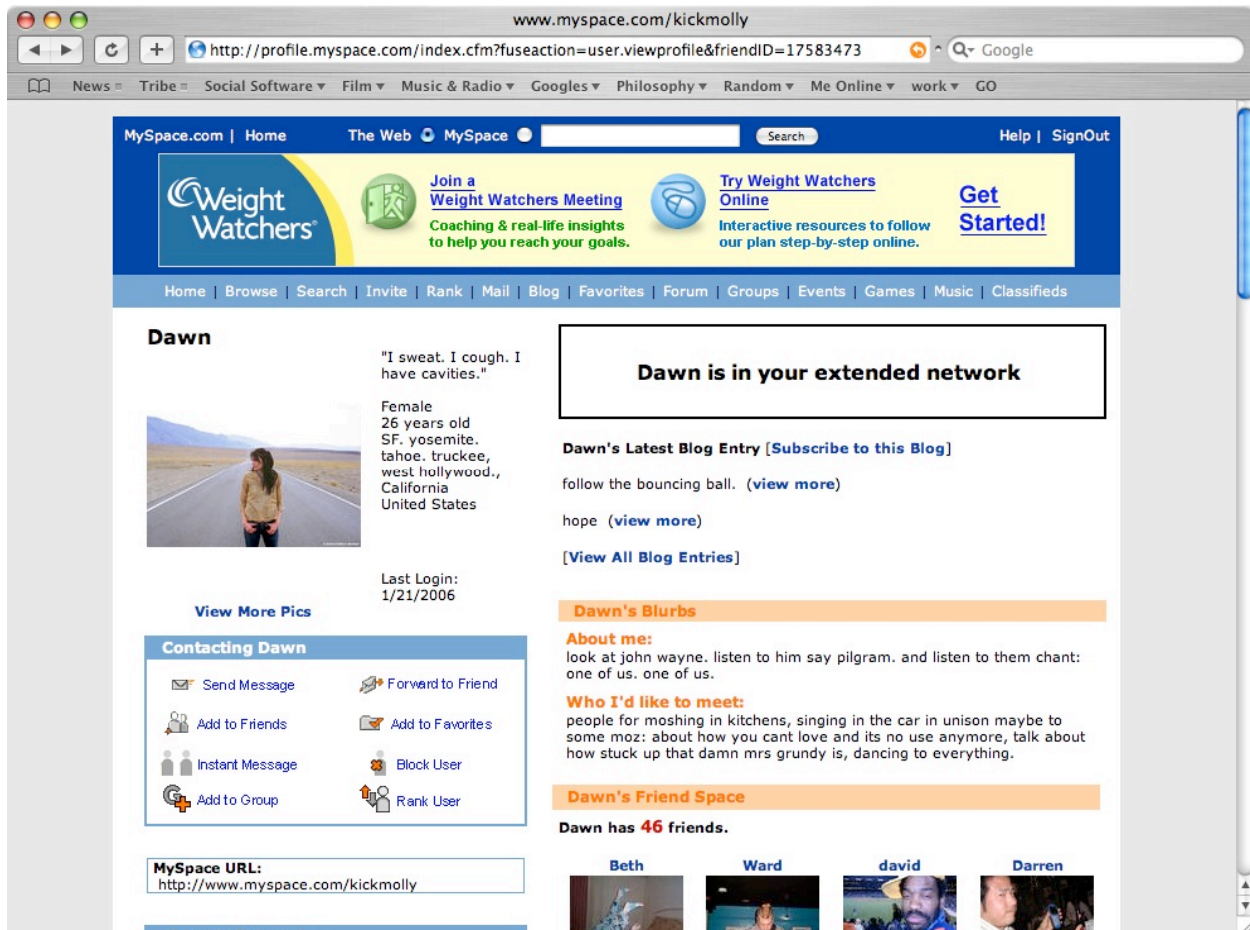 www.myspace.com/kickmolly
http://profile.myspace.com/index.cfm?fuseaction=user.viewprofile&friendID=17583473
Google
News Tribe Social Software Film Music & Radio Googles Philosophy Random Me Online work GO
MySpace.com | Home The Web MySpace Search Help | SignOut
Weight
Watchers
Join a
Weight Watchers Meeting
Coaching & real-life insights
to help you reach your goals.
Try Weight Watchers
Online
Interactive resources to follow
our plan step-by-step online.
Get
Started!
Home | Browse | Search | Invite | Rank | Mail | Blog | Favorites | Forum | Groups | Events | Games | Music | Classifieds
Dawn
"I sweat. I cough. I
have cavities."
Female
26 years old
SF. yosemite.
tahoe. truckee,
west hollywood.,
California
United States
Last Login:
1/21/2006
View More Pics
Contacting Dawn
Send Message Forward to Friend
Add to Friends Add to Favorites
Instant Message Block User
Add to Group Rank User
MySpace URL:
http://www.myspace.com/kickmolly
Dawn is in your extended network
Dawn's Latest Blog Entry [Subscribe to this Blog]
follow the bouncing ball. (view more)
hope (view more)
[View All Blog Entries]
Dawn's Blurbs
About me:
look at john wayne. listen to him say pilgram. and listen to them chant:
one of us. one of us.
Who I'd like to meet:
people for moshing in kitchens, singing in the car in unison maybe to
some moz: about how you cant love and its no use anymore, talk about
how stuck up that damn mrs grundy is, dancing to everything.
Dawn's Friend Space
Dawn has 46 friends.
Beth Ward david Darren